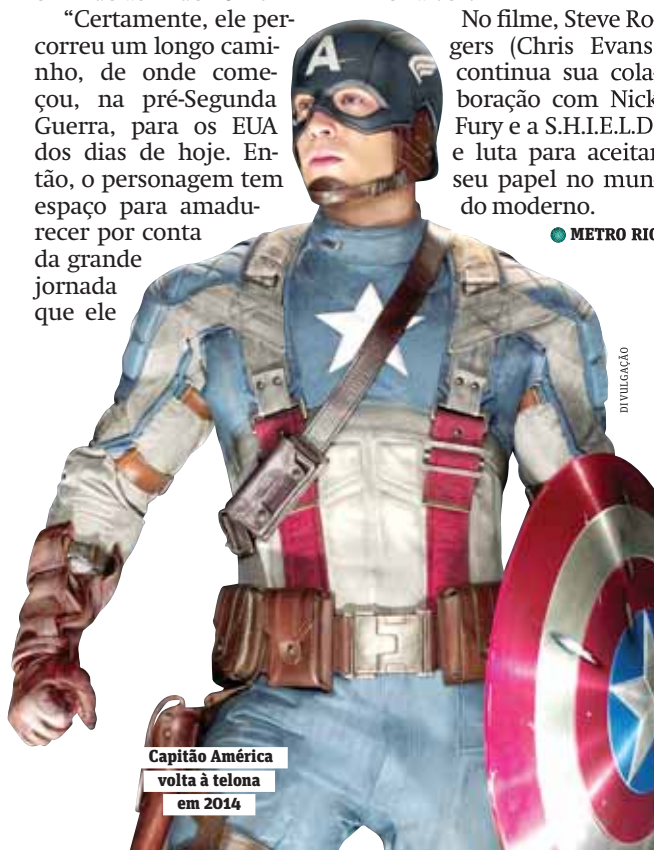 “Certamente, ele per-
correu um longo cami-
nho, de onde come-
çou, na pré-Segunda
Guerra, para os EUA
dos dias de hoje. En-
tão, o personagem tem
espaço para amadu-
recer por conta
da grande
jornada
que ele
No filme, Steve Ro-
gers (Chris Evans
continua sua cola-
boração com Nick
Fury e a S.H.I.E.L.D
e luta para aceitar
seu papel no mun
do moderno.
METRO RIO
DIVULGAÇÃO
A
Capitão América
volta à telona
em 2014